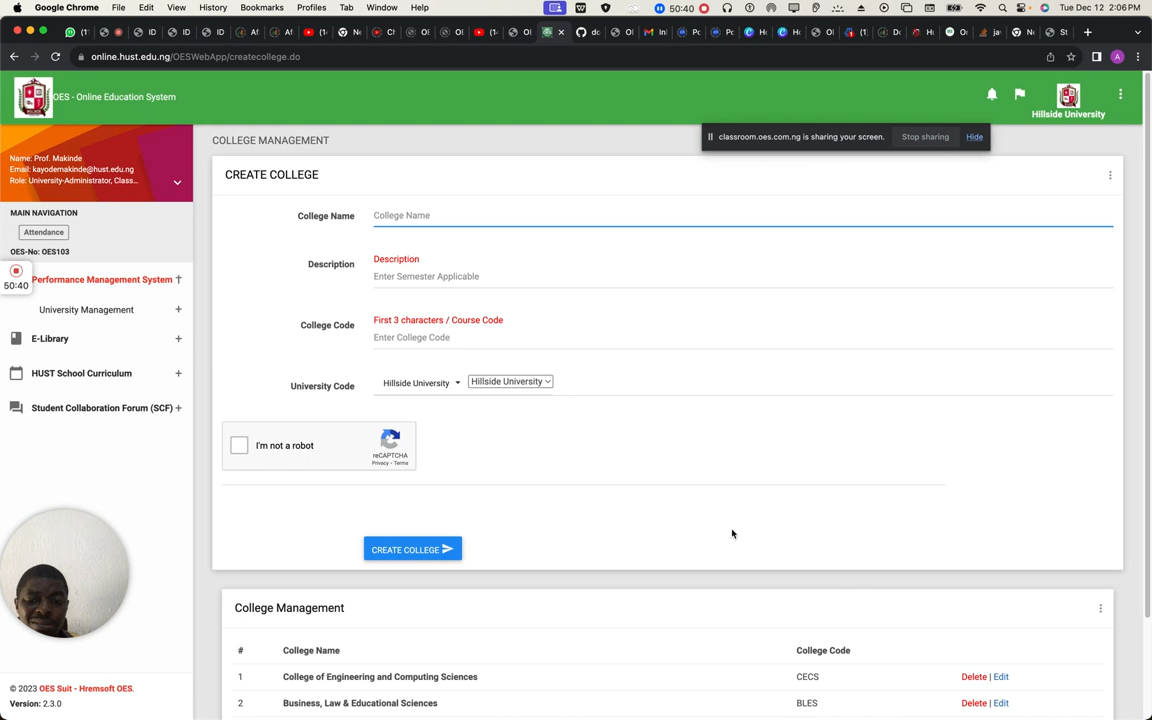 Google Chrome File Edit View History Bookmarks Profiles Tab Window Help 50:40 Tue Dec 12 2:06 PM
online.hust.edu.ng/OESWebApp/createcollege.do
OES - Online Education System
Hillside University
classroom.oes.com.ng is sharing your screen. Stop sharing Hide
Name: Prof. Makinde
Email: kayodemakinde@hust.edu.ng
Role: University-Administrator, Class...
MAIN NAVIGATION
Attendance
OES-No: OES103
Performance Management System
50:40
University Management
E-Library
HUST School Curriculum
Student Collaboration Forum (SCF)
© 2023 OES Suit - Hremsoft OES.
Version: 2.3.0
COLLEGE MANAGEMENT
CREATE COLLEGE
College Name College Name
Description Description
Enter Semester Applicable
College Code First 3 characters / Course Code
Enter College Code
University Code Hillside University Hillside University
I'm not a robot
reCAPTCHA
Privacy - Terms
CREATE COLLEGE
College Management
# College Name College Code
1 College of Engineering and Computing Sciences CECS Delete | Edit
2 Business, Law & Educational Sciences BLES Delete | Edit